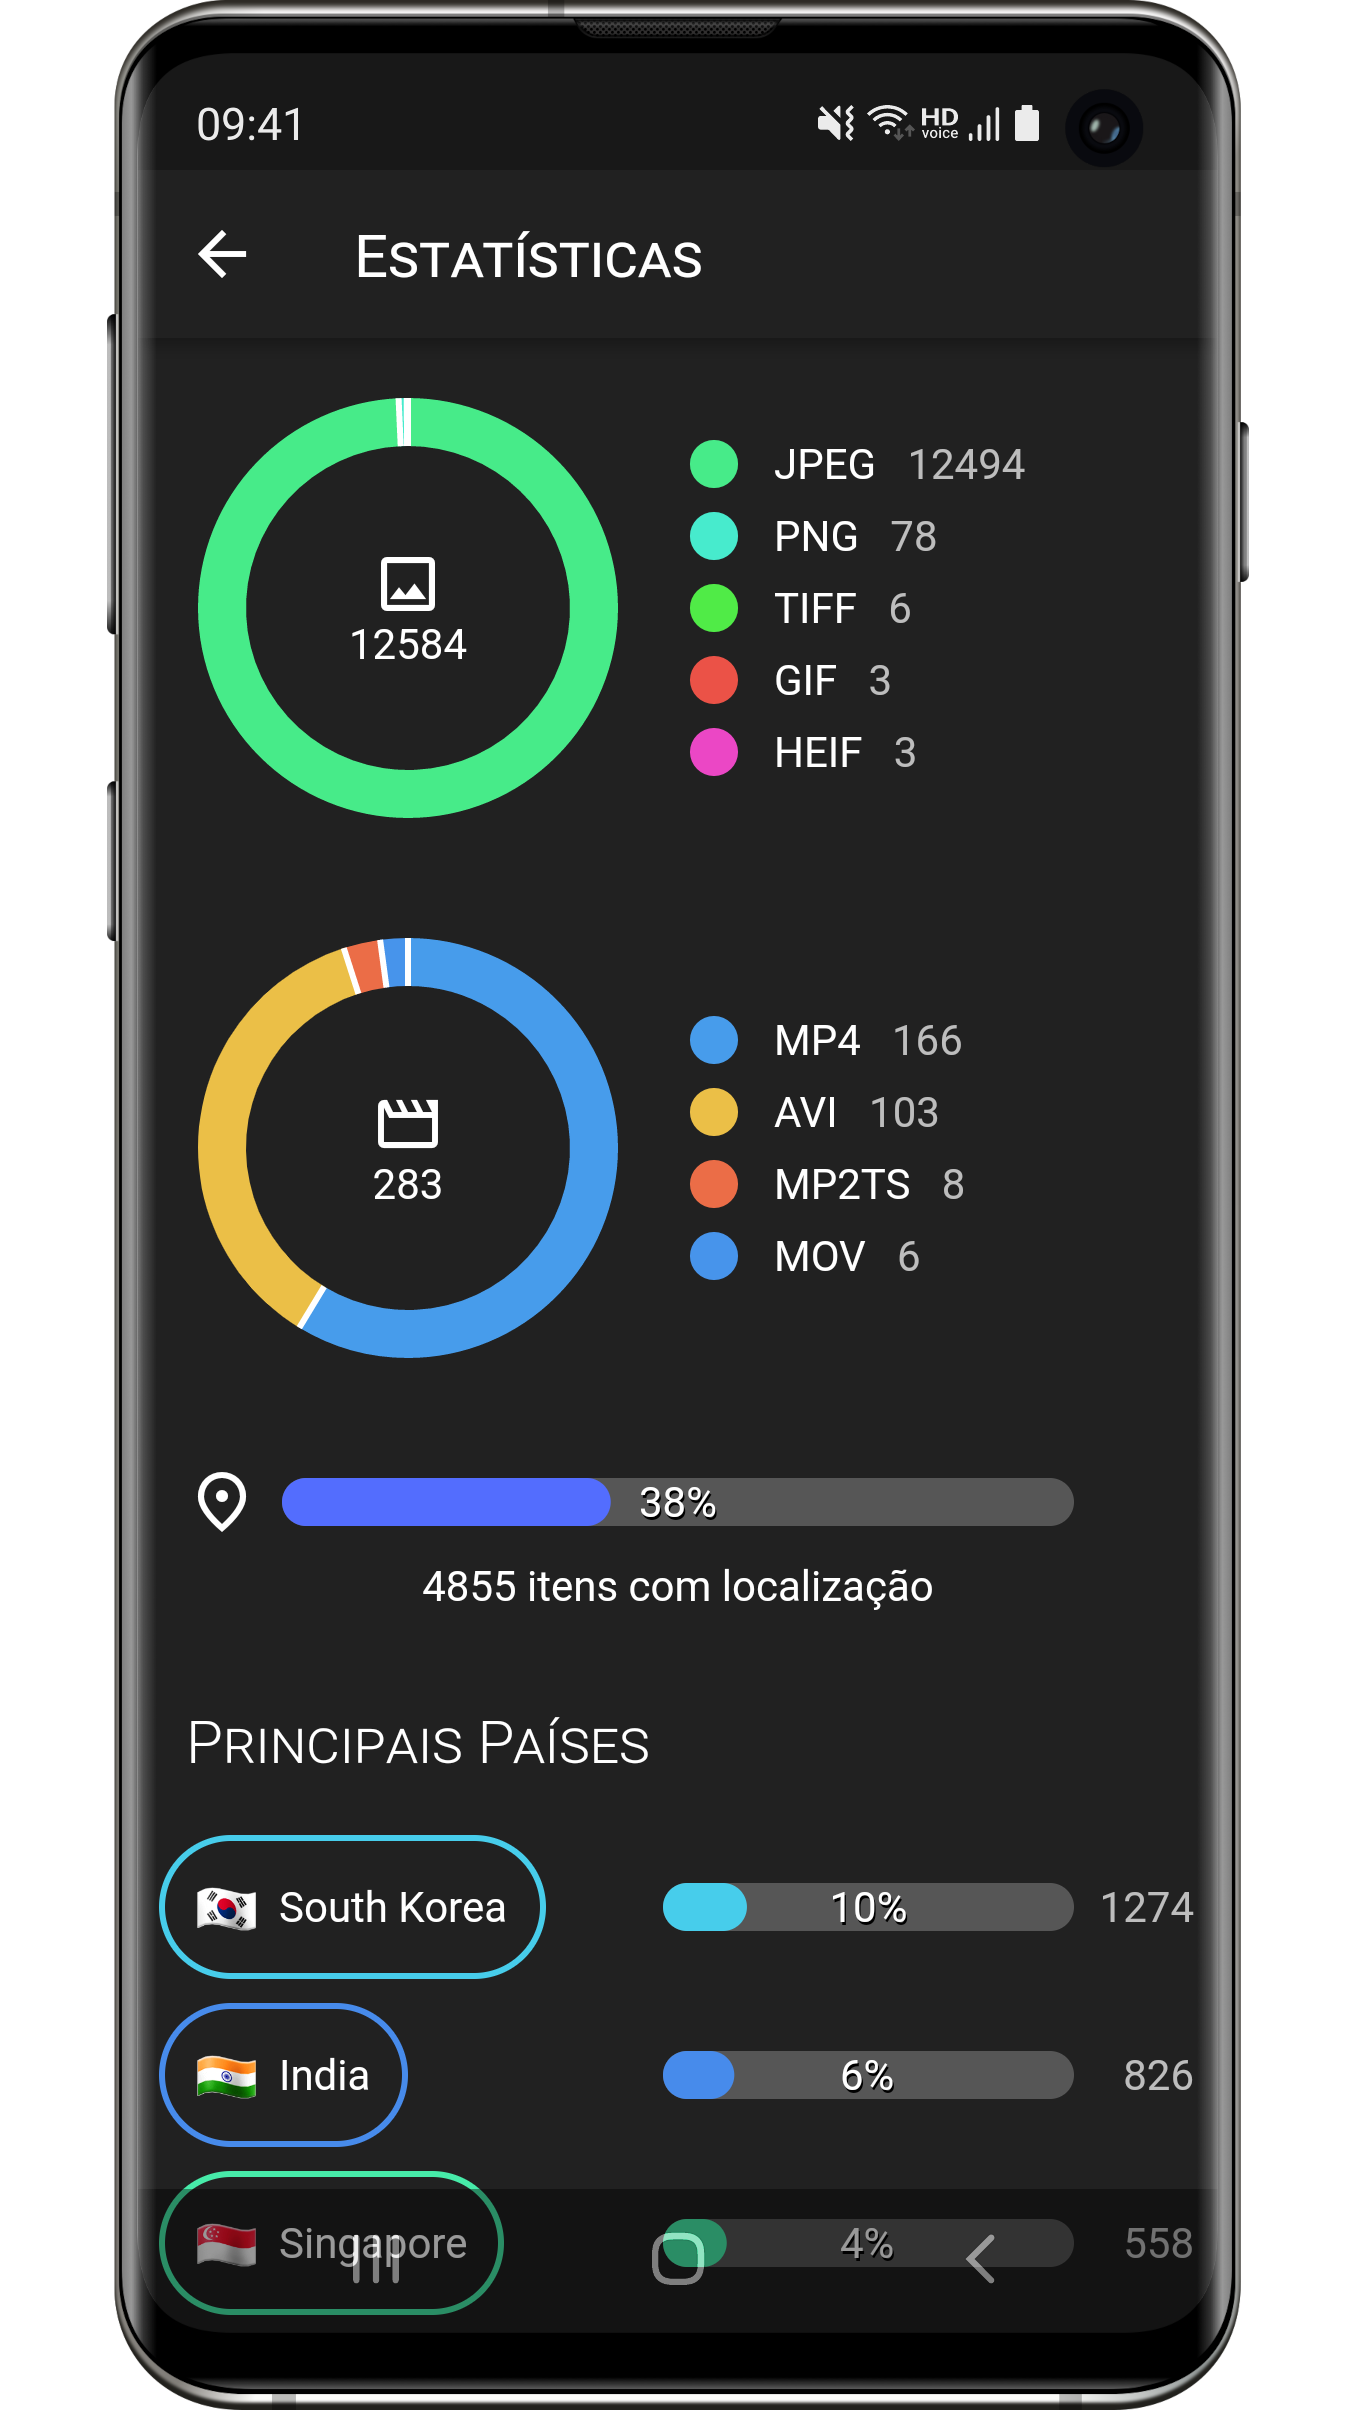 09:41
HD
voice
ESTATÍSTICAS
JPEG 12494
PNG 78
TIFF 6
GIF 3
HEIF 3
12584
MP4 166
AVI 103
MP2TS 8
MOV 6
283
38%
4855 itens com localização
PRINCIPAIS PAÍSES
South Korea 10% 1274
India 6% 826
Singapore 4% 558